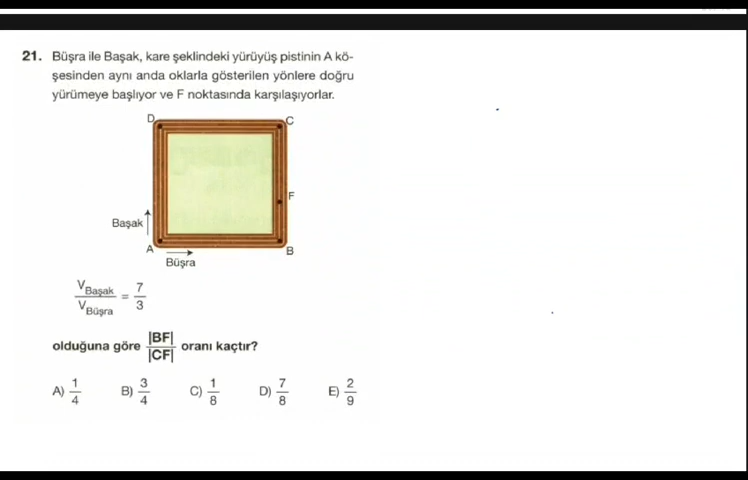 21. Büşra ile Başak, kare şeklindeki yürüyüş pistinin A kö-
şesinden aynı anda oklarla gösterilen yönlere doğru
yürümeye başlıyor ve F noktasında karşılaşıyorlar.
D C
F
Başak
A B
Büşra
V Başak / V Büşra = 7/3
olduğuna göre |BF|/|CF| oranı kaçtır?
A) 1/4 B) 3/4 C) 1/8 D) 7/8 E) 2/9